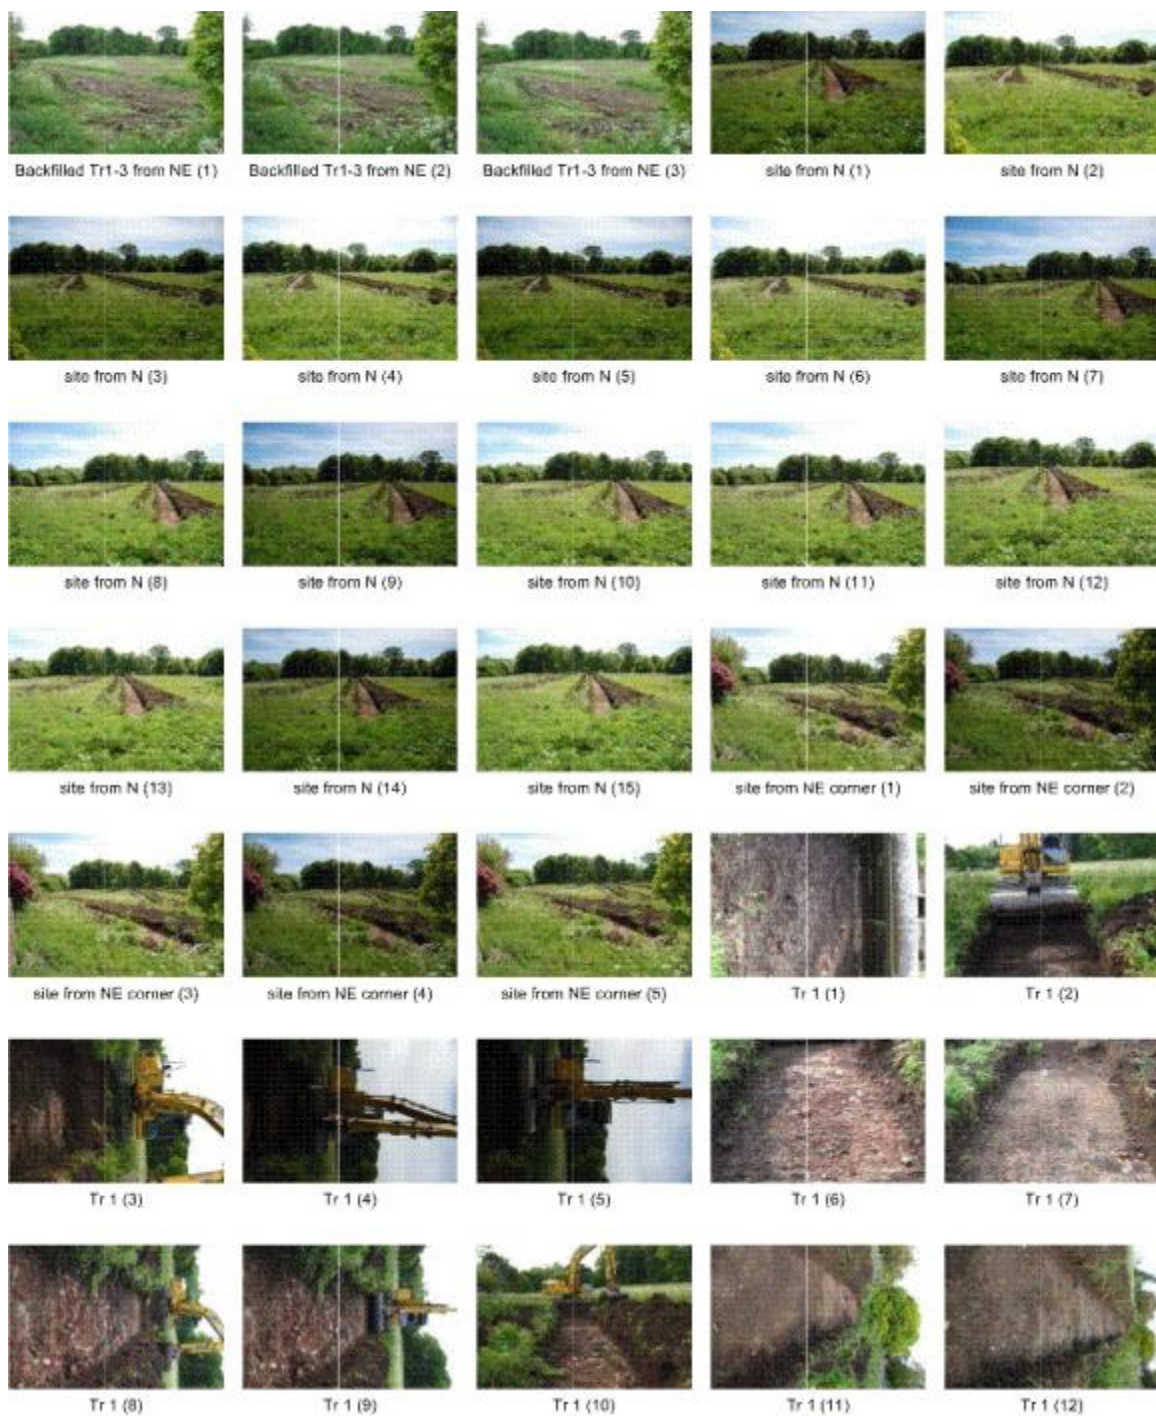 Backfilled Tr1-3 from NE (1) Backfilled Tr1-3 from NE (2) Backfilled Tr1-3 from NE (3) site from N (1) site from N (2)
site from N (3) site from N (4) site from N (5) site from N (6) site from N (7)
site from N (8) site from N (9) site from N (10) site from N (11) site from N (12)
site from N (13) site from N (14) site from N (15) site from NE corner (1) site from NE corner (2)
site from NE corner (3) site from NE corner (4) site from NE corner (5) Tr 1 (1) Tr 1 (2)
Tr 1 (3) Tr 1 (4) Tr 1 (5) Tr 1 (6) Tr 1 (7)
Tr 1 (8) Tr 1 (9) Tr 1 (10) Tr 1 (11) Tr 1 (12)